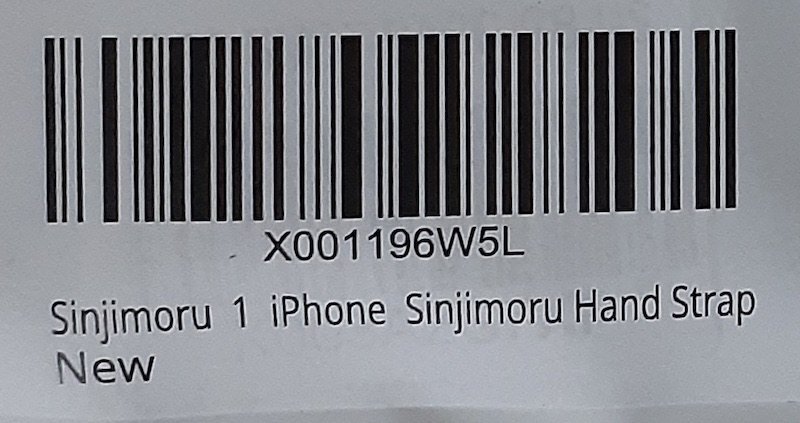 X001196W5L
Sinjimoru 1 iPhone Sinjimoru Hand Strap
New